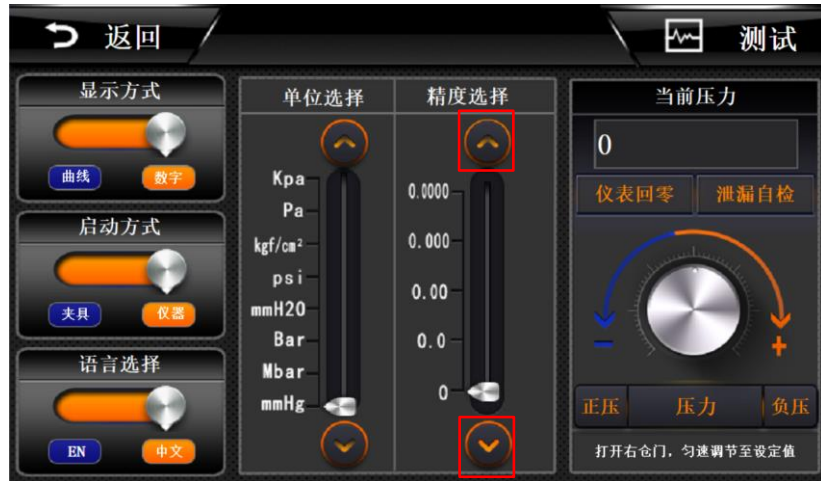 返回
测试
显示方式
曲线 数字
启动方式
夹具 仪器
语言选择
EN 中文
单位选择
Kpa
Pa
kgf/cm²
psi
mmH20
Bar
Mbar
mmHg
精度选择
0.0000
0.000
0.00
0.0
0
当前压力
0
仪表回零 泄漏自检
− +
正压 压力 负压
打开右仓门，匀速调节至设定值